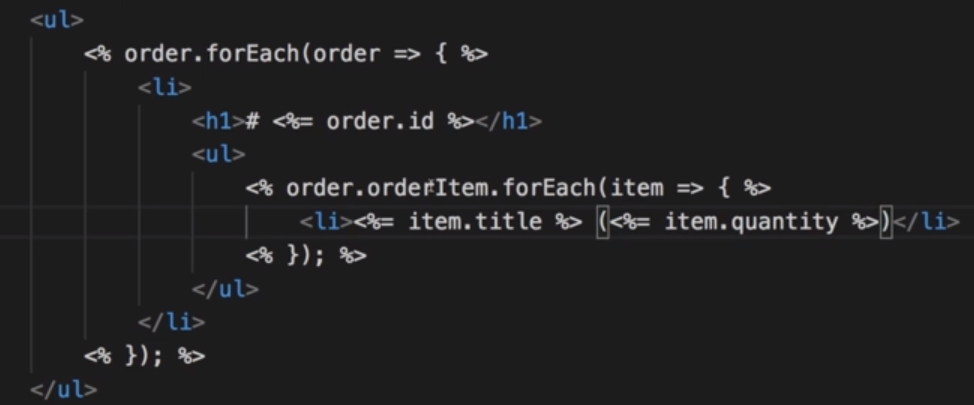 <ul>
<% order.forEach(order => { %>
<li>
<h1># <%= order.id %></h1>
<ul>
<% order.orderItem.forEach(item => { %>
<li><%= item.title %> (<%= item.quantity %>)</li>
<% }); %>
</ul>
</li>
<% }); %>
</ul>